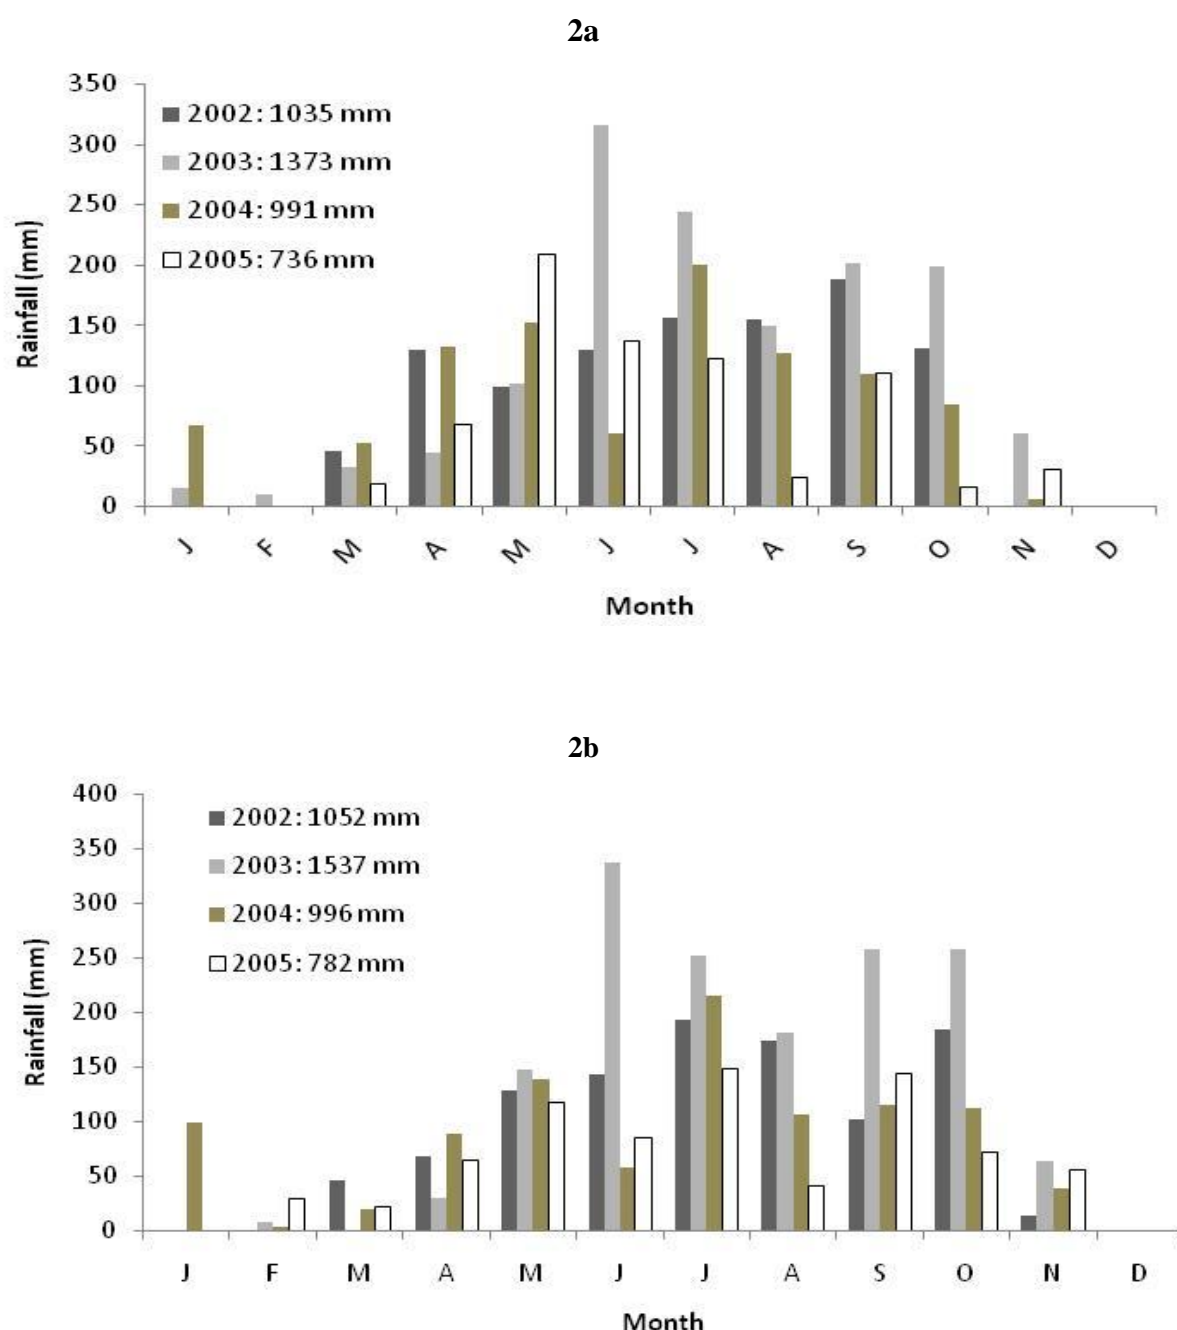 2a
350
300
250
200
150
100
50
0
Rainfall (mm)
2002: 1035 mm
2003: 1373 mm
2004: 991 mm
2005: 736 mm
J F M A M J J A S O N D
Month
2b
400
350
300
250
200
150
100
50
0
Rainfall (mm)
2002: 1052 mm
2003: 1537 mm
2004: 996 mm
2005: 782 mm
J F M A M J J A S O N D
Month